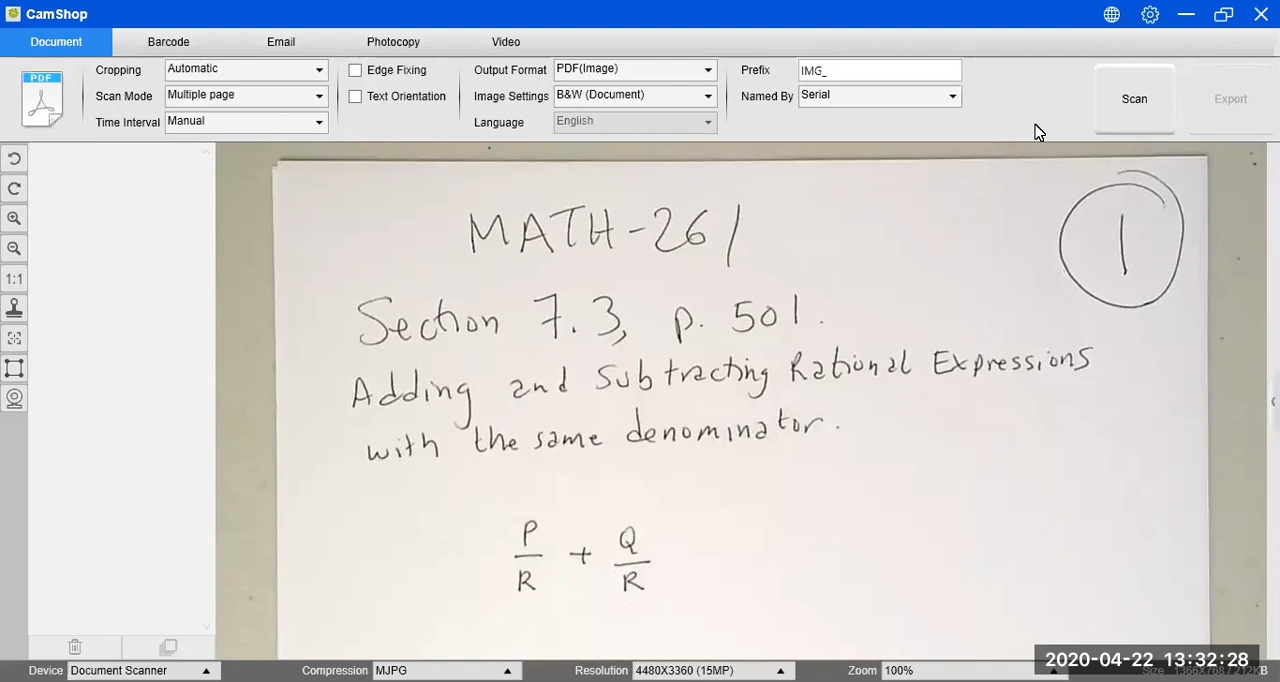 CamShop
Document Barcode Email Photocopy Video
PDF
Cropping Automatic
Scan Mode Multiple page
Time Interval Manual
Edge Fixing
Text Orientation
Output Format PDF(Image)
Image Settings B&W (Document)
Language English
Prefix IMG_
Named By Serial
Scan
Export
1:1
MATH-261
1
Section 7.3, p. 501.
Adding and Subtracting Rational Expressions
with the same denominator.
P/R + Q/R
Device Document Scanner Compression MJPG Resolution 4480X3360 (15MP) Zoom 100%
2020-04-22 13:32:28